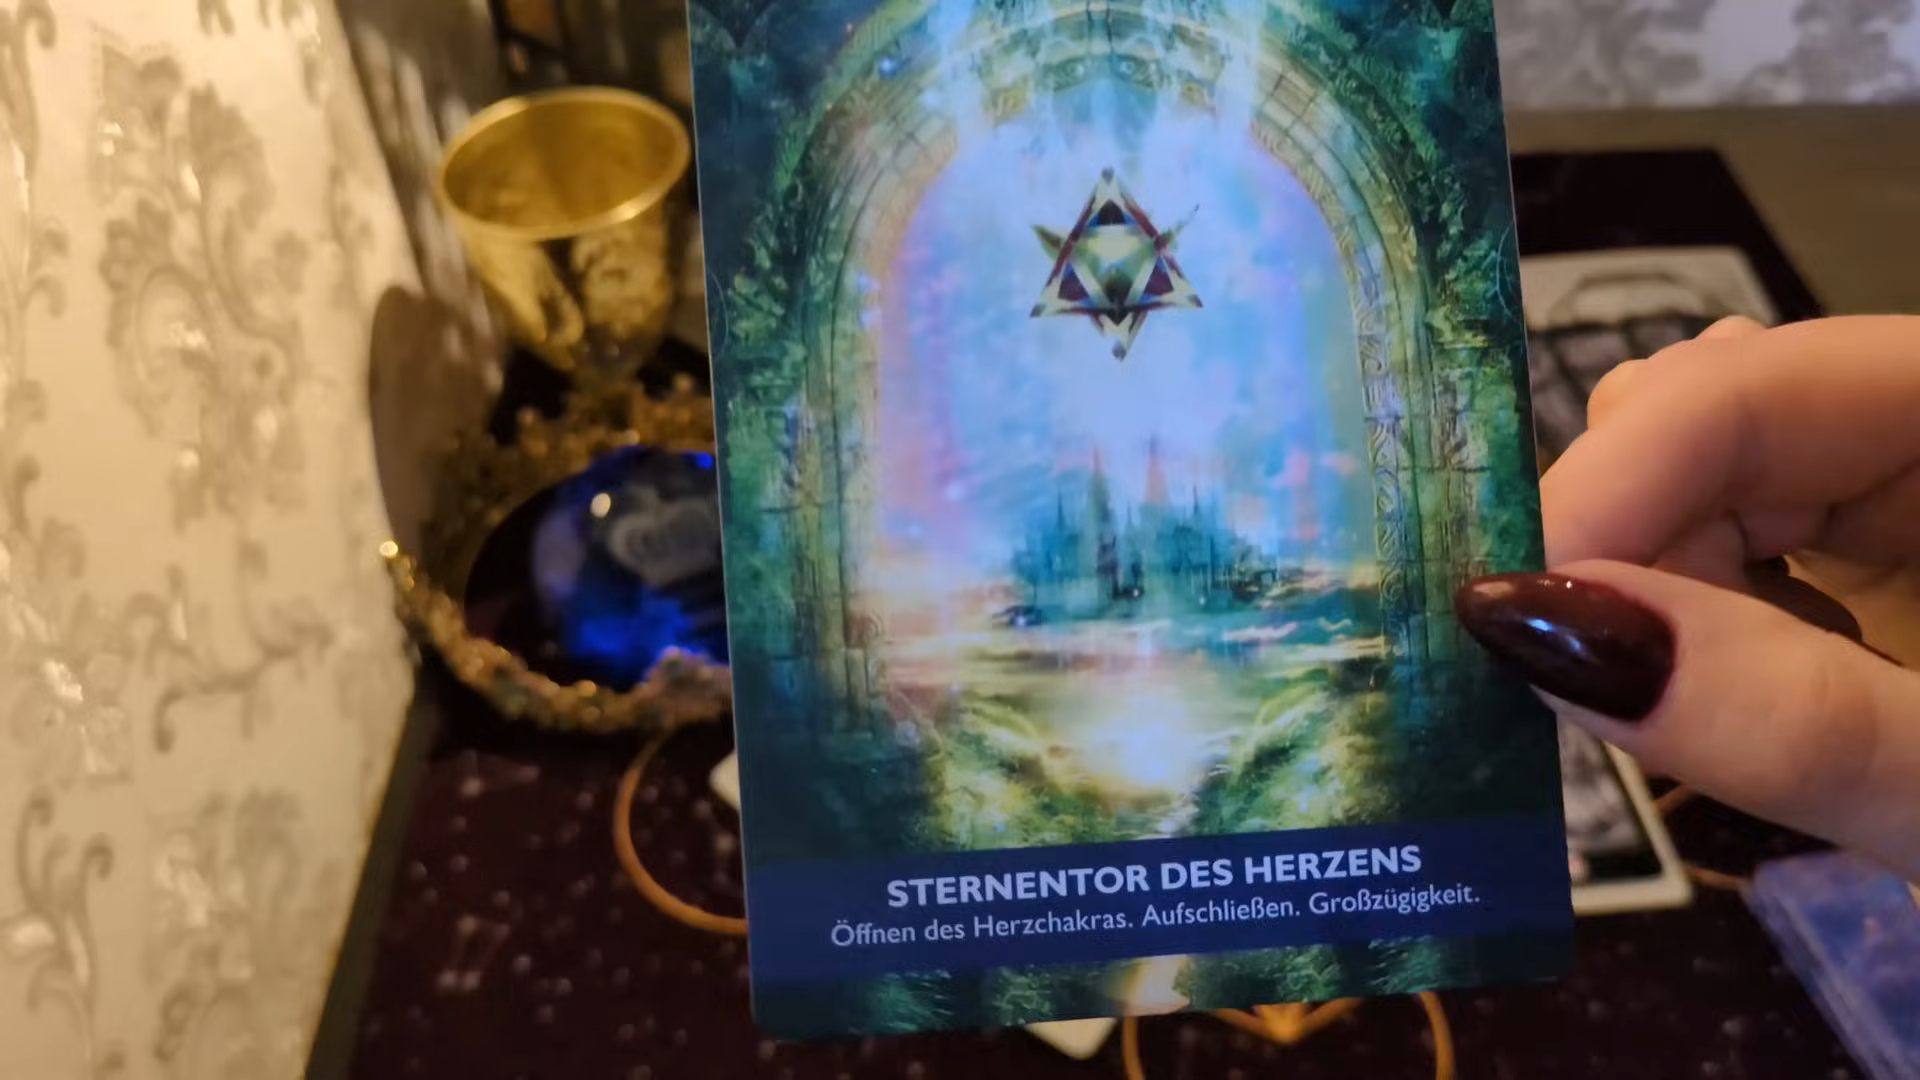 STERNENTOR DES HERZENS
Öffnen des Herzchakras. Aufschließen. Großzügigkeit.